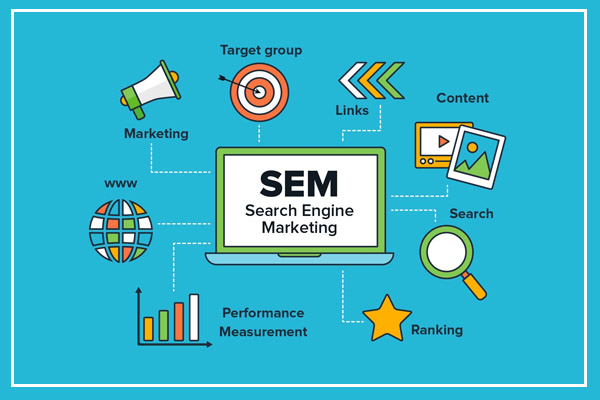 Target group
Links
Content
Marketing
SEM
Search Engine
Marketing
www
Search
Performance
Measurement
Ranking